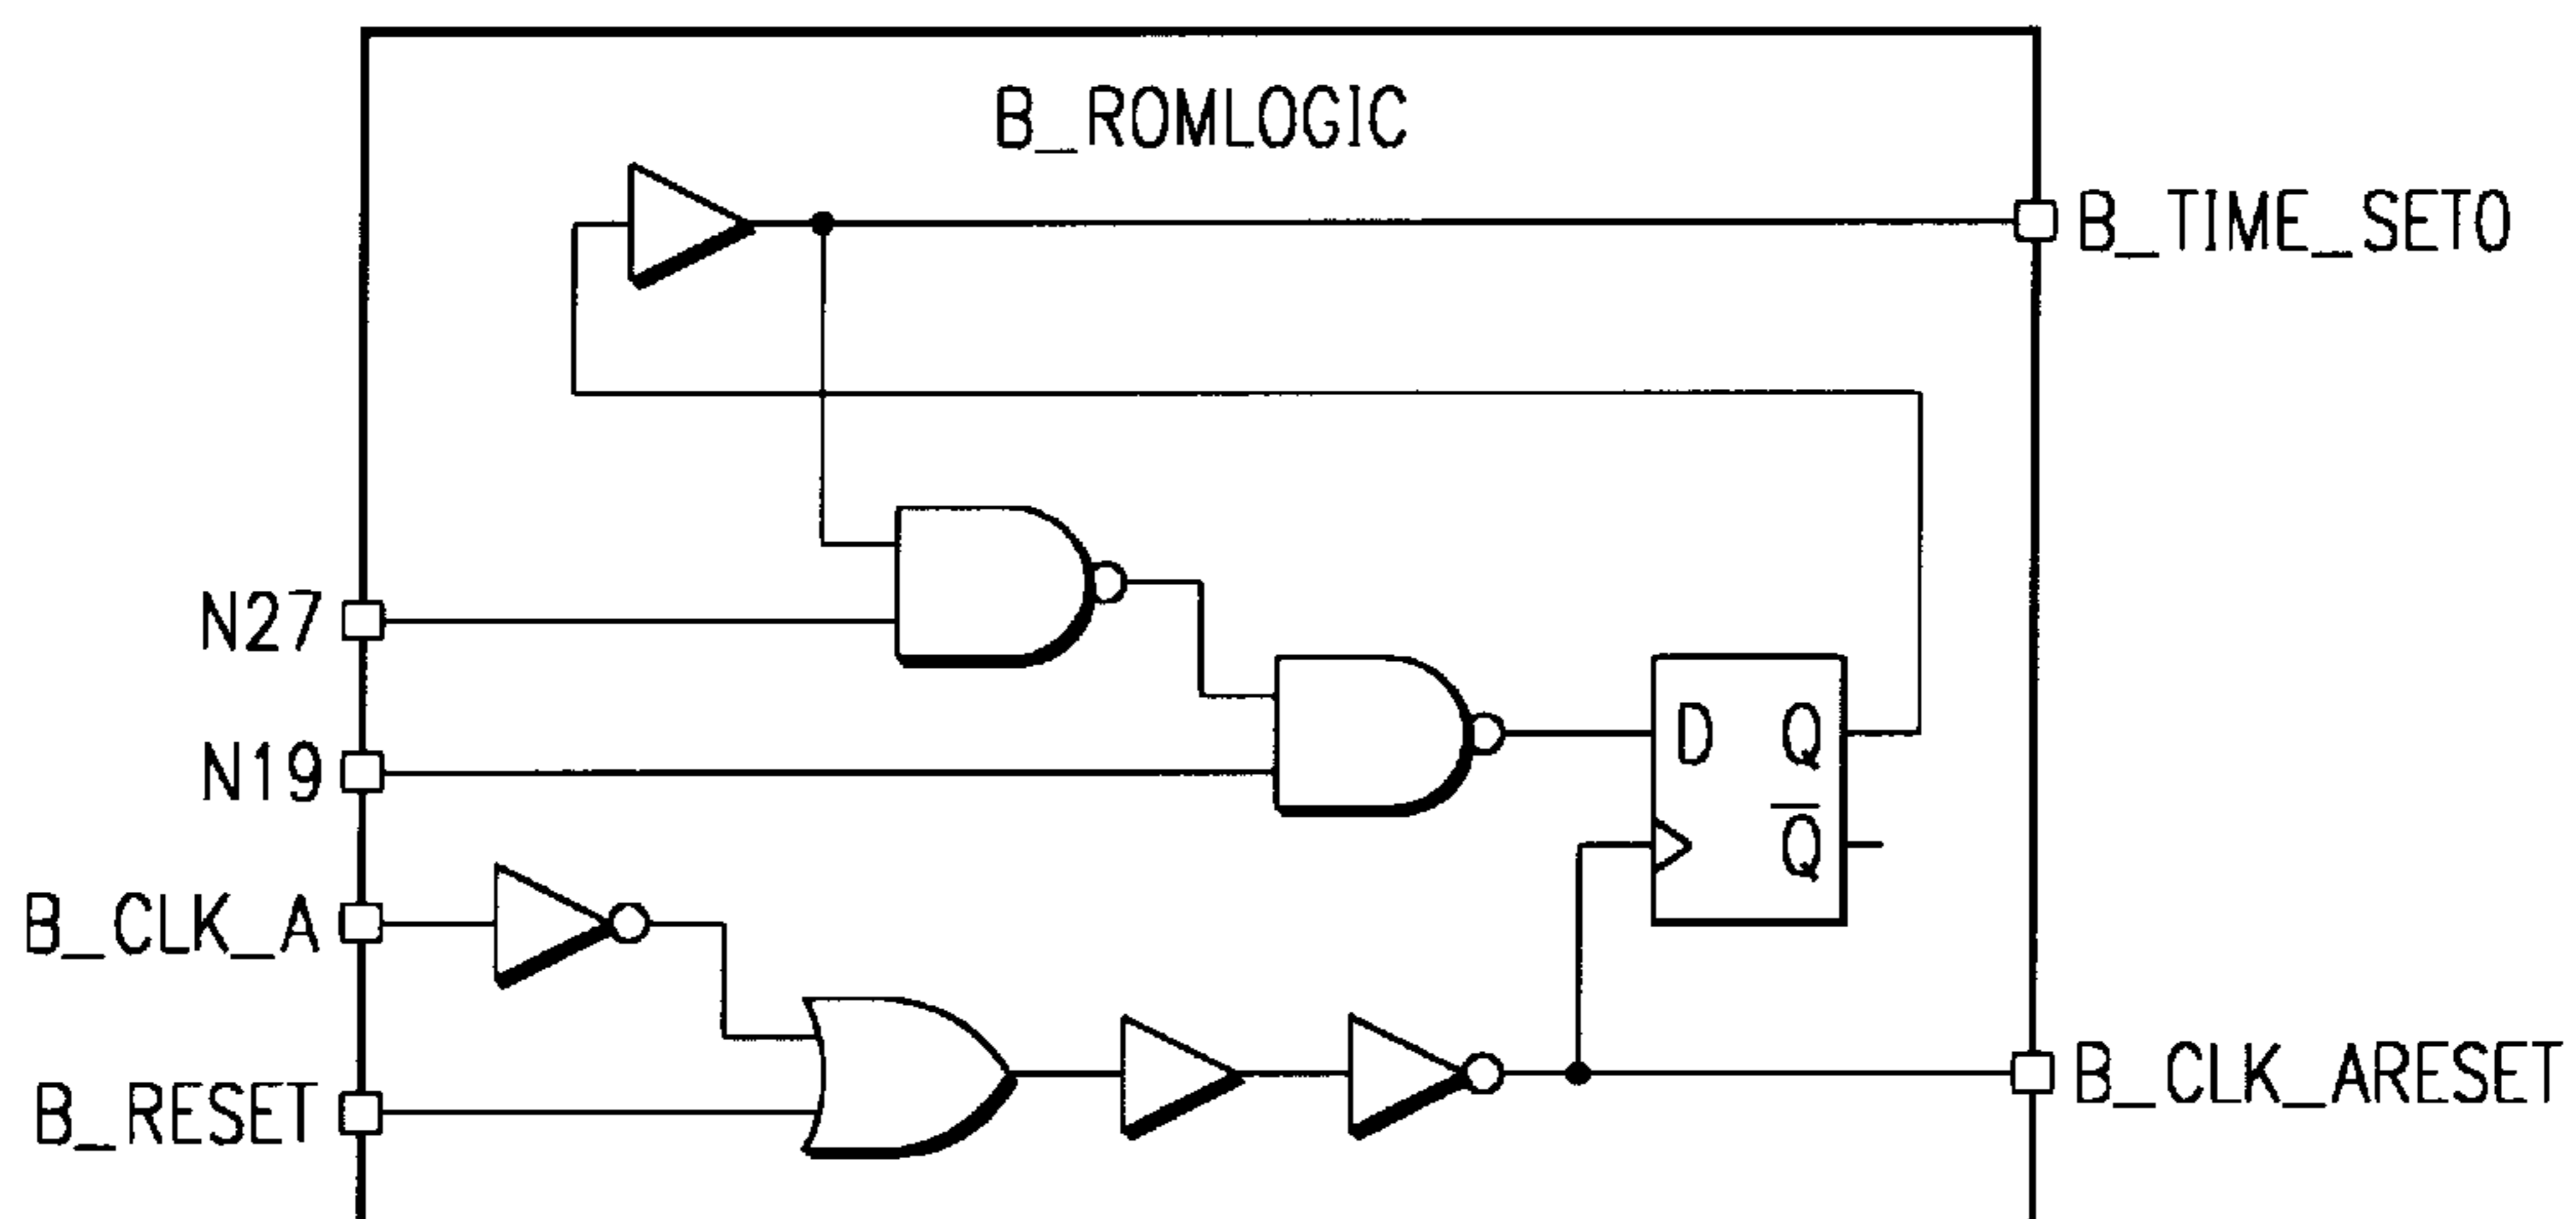 B_ROMLOGIC
B_TIME_SET0
N27
N19
D Q
Q̅
B_CLK_A
B_RESET
B_CLK_ARESET